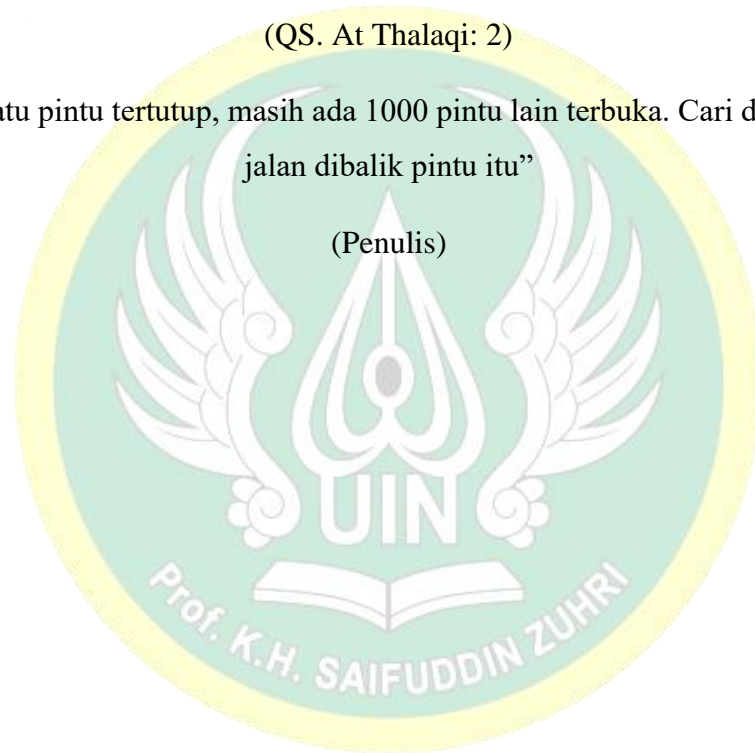 (QS. At Thalaqi: 2)
atu pintu tertutup, masih ada 1000 pintu lain terbuka. Cari d
jalan dibalik pintu itu”
(Penulis)
UIN
Prof. K.H. SAIFUDDIN ZUHRI